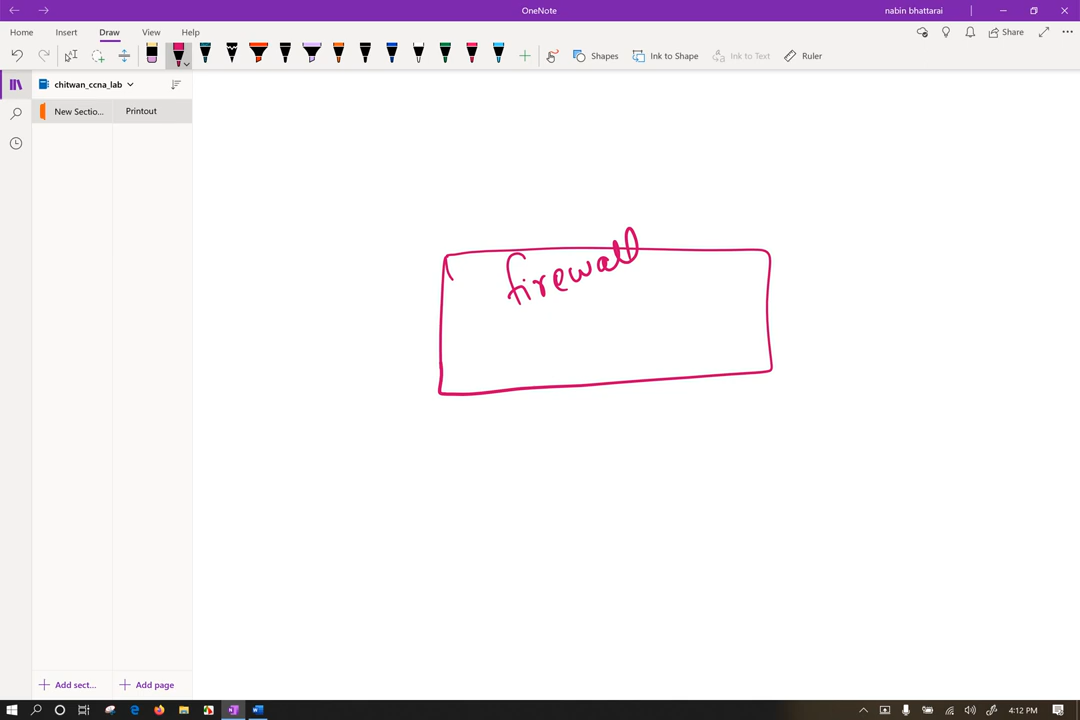 OneNote
nabin bhattarai
Home Insert Draw View Help
Share
Shapes Ink to Shape Ink to Text Ruler
chitwan_ccna_lab
New Sectio... Printout
firewall
Add sect... Add page
4:12 PM